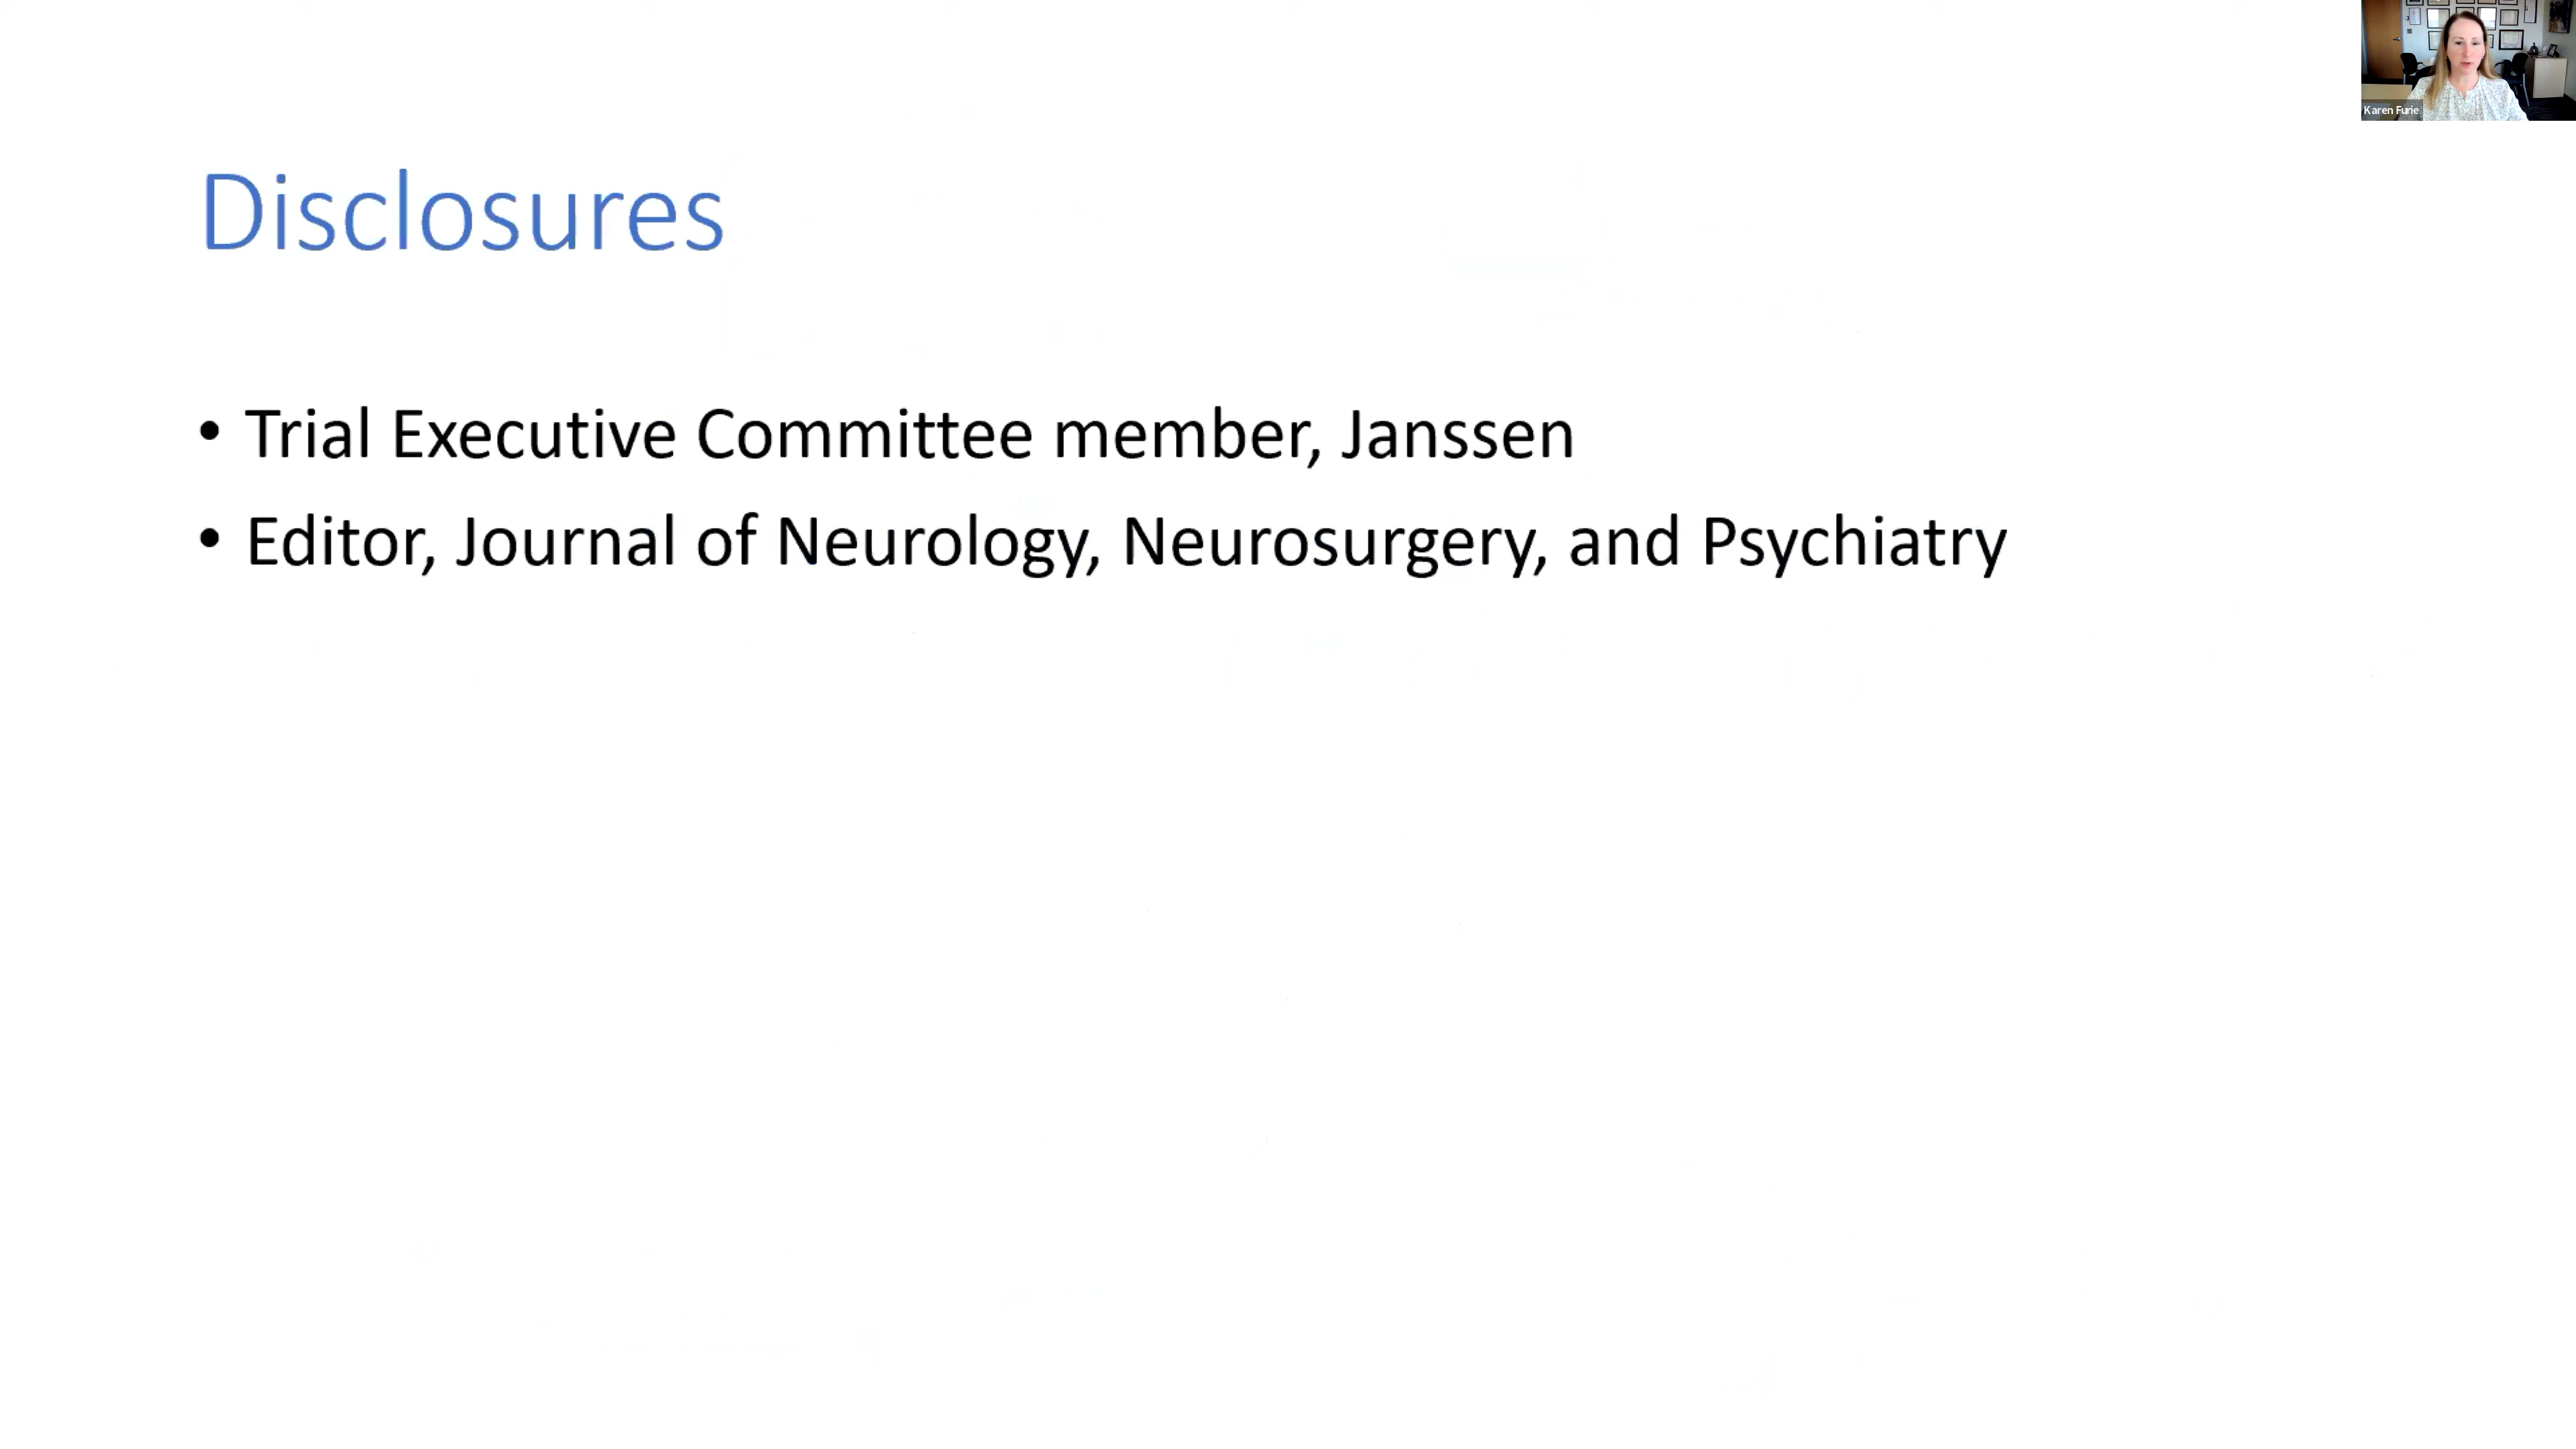 Karen Furie
Disclosures
• Trial Executive Committee member, Janssen
• Editor, Journal of Neurology, Neurosurgery, and Psychiatry